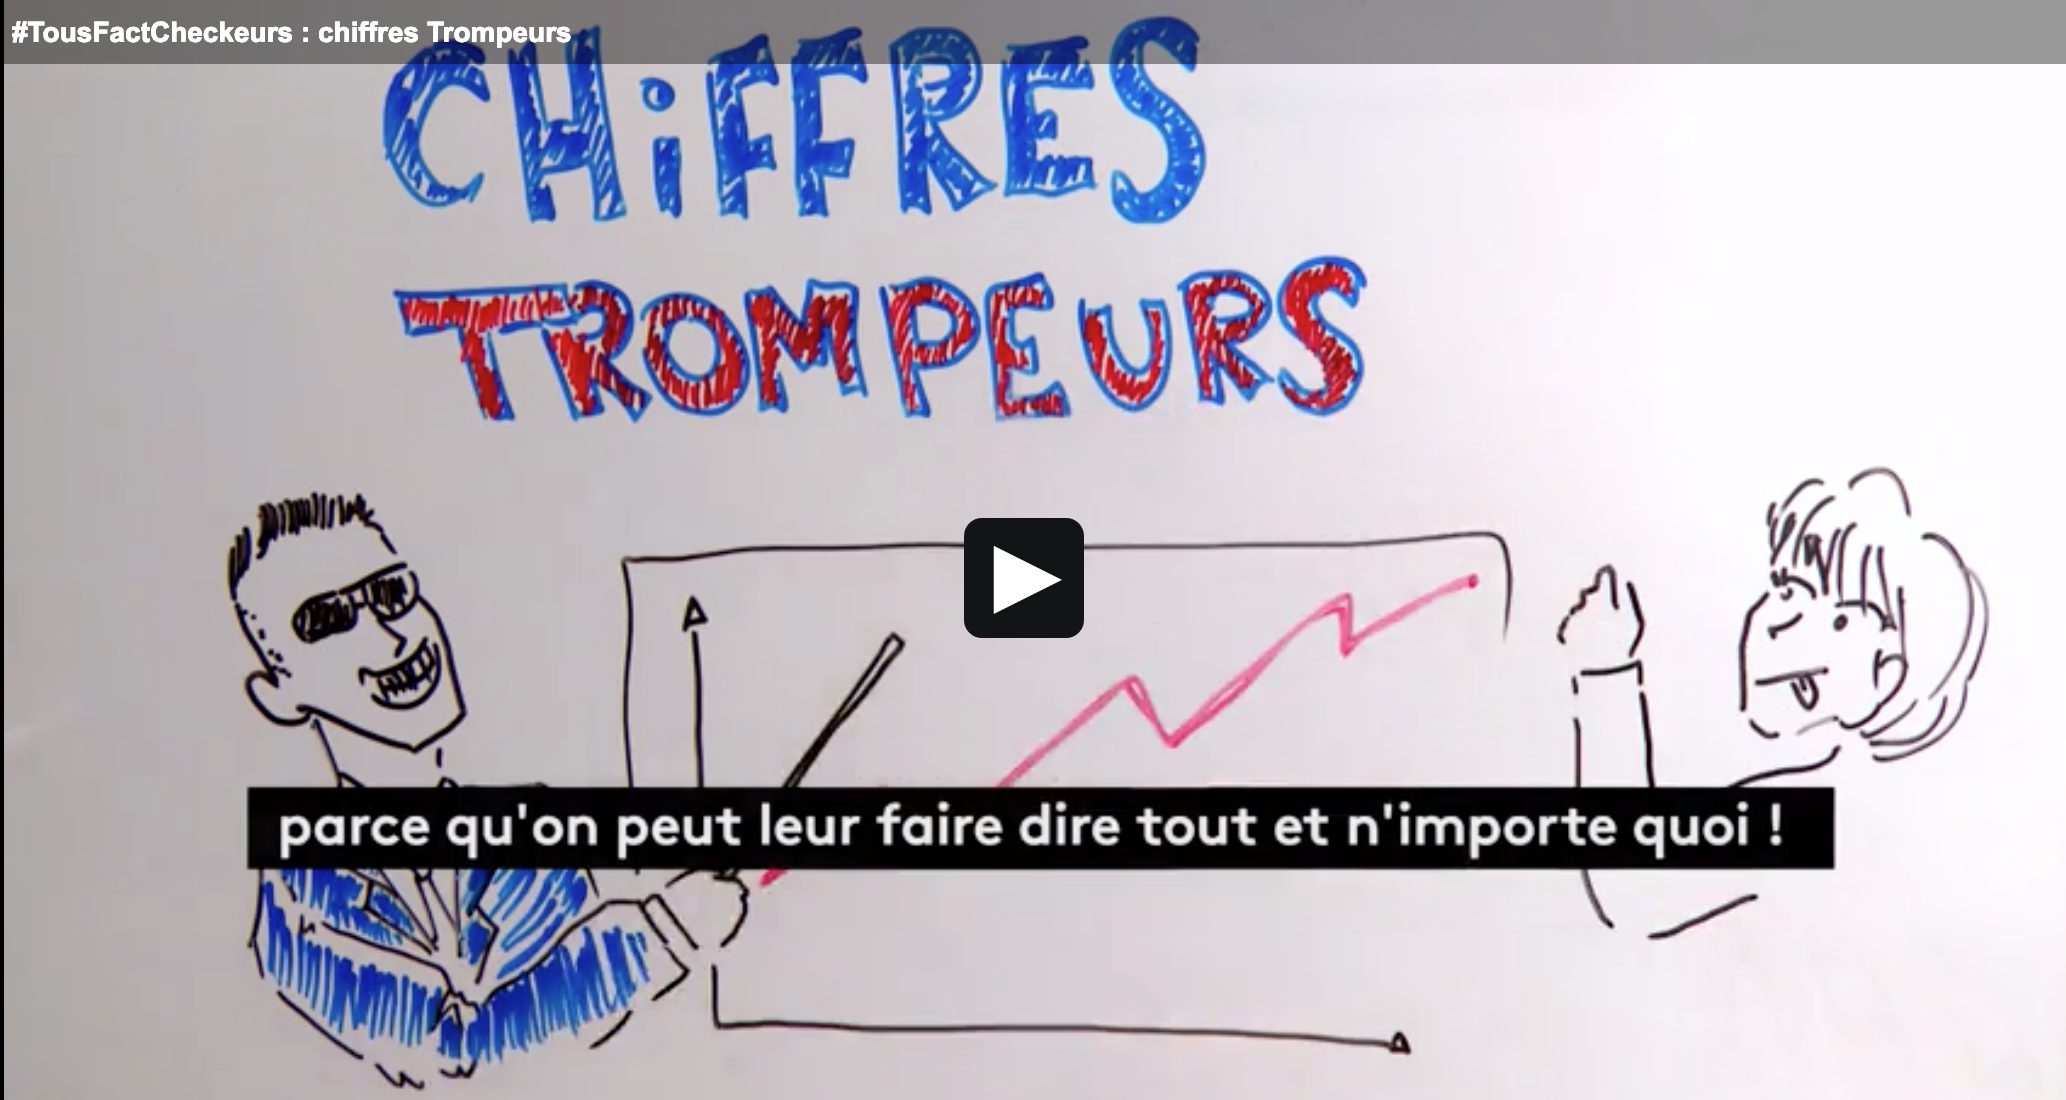 #TousFactCheckeurs : chiffres Trompeurs
CHiFFRES
TROMPEURS
parce qu'on peut leur faire dire tout et n'importe quoi !